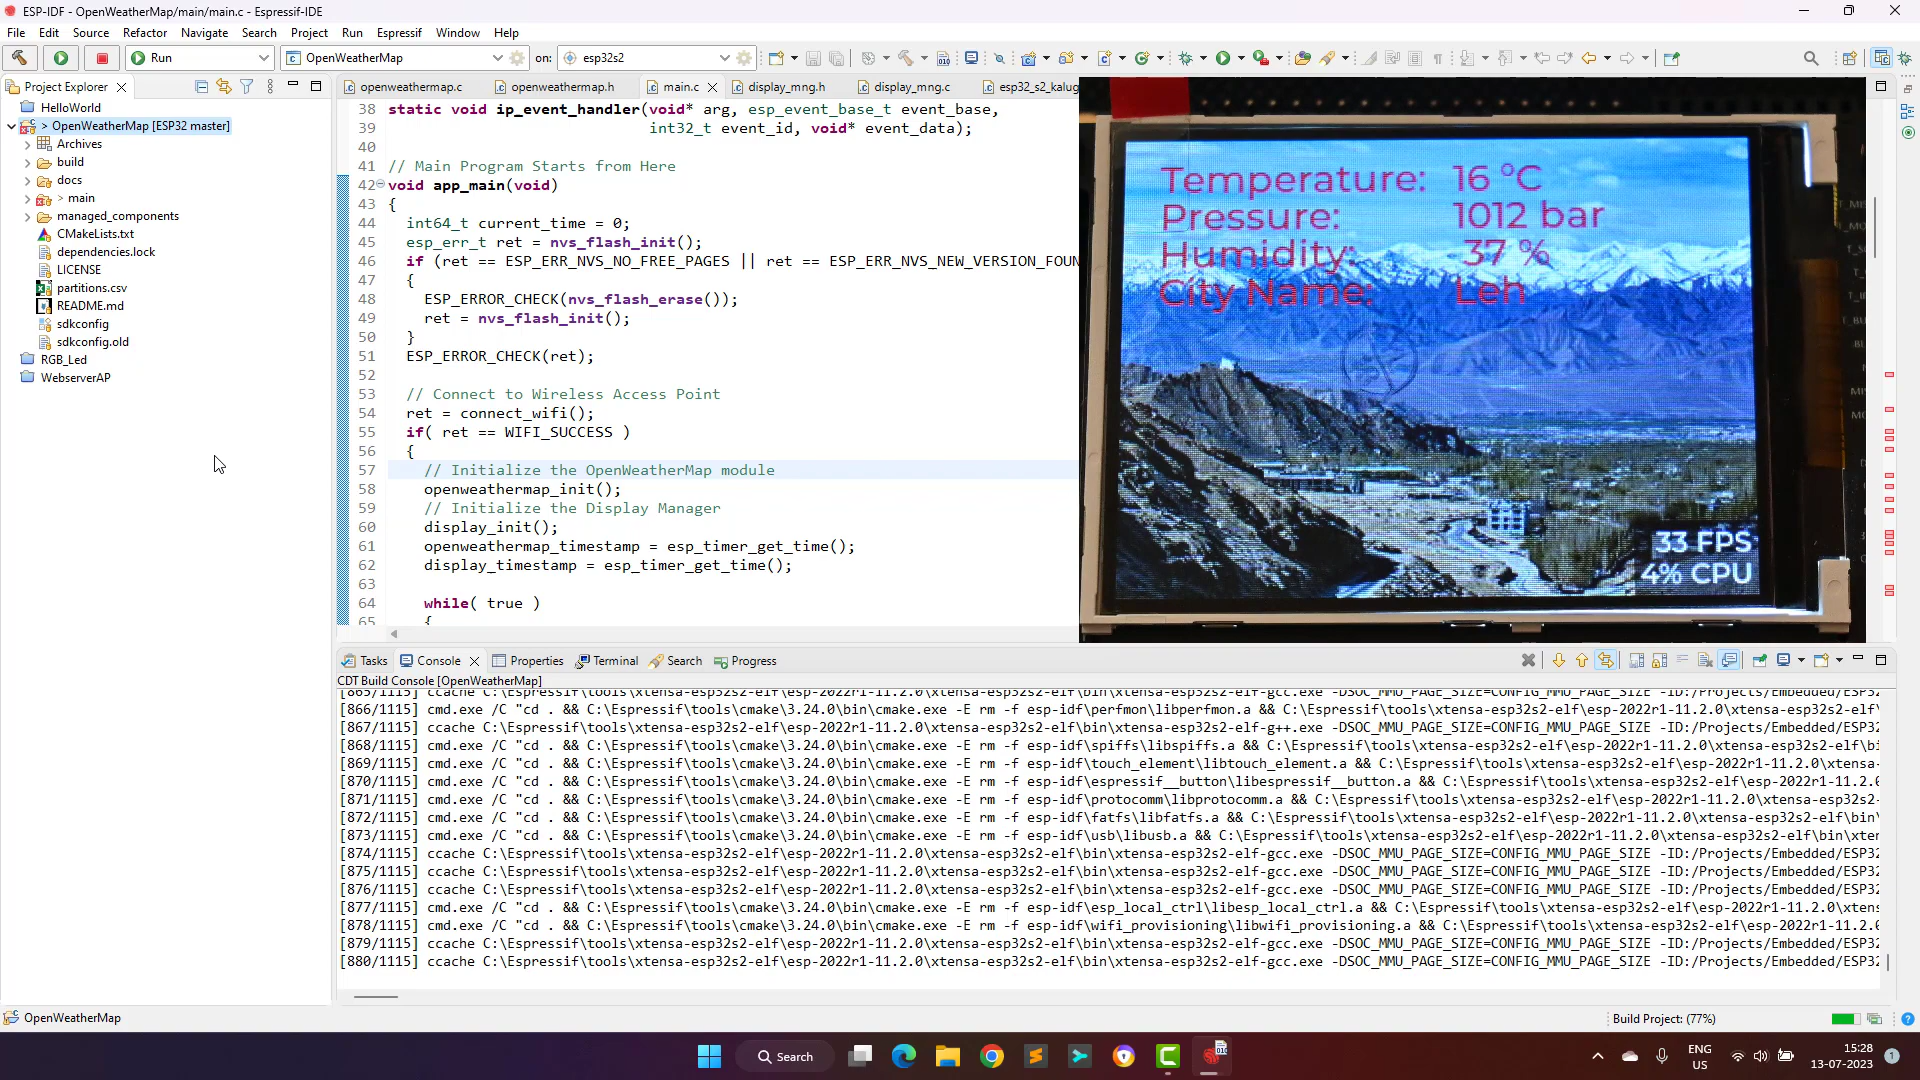 ESP-IDF - OpenWeatherMap/main/main.c - Espressif-IDE
File Edit Source Refactor Navigate Search Project Run Espressif Window Help
Run OpenWeatherMap on: esp32s2
Project Explorer
HelloWorld
> OpenWeatherMap [ESP32 master]
Archives
build
docs
> main
managed_components
CMakeLists.txt
dependencies.lock
LICENSE
partitions.csv
README.md
sdkconfig
sdkconfig.old
RGB_Led
WebserverAP
openweathermap.c openweathermap.h main.c display_mng.h display_mng.c esp32_s2_kalug
38 static void ip_event_handler(void* arg, esp_event_base_t event_base,
39 int32_t event_id, void* event_data);
40
41 // Main Program Starts from Here
42 void app_main(void)
43 {
44 int64_t current_time = 0;
45 esp_err_t ret = nvs_flash_init();
46 if (ret == ESP_ERR_NVS_NO_FREE_PAGES || ret == ESP_ERR_NVS_NEW_VERSION_FOUN
47 {
48 ESP_ERROR_CHECK(nvs_flash_erase());
49 ret = nvs_flash_init();
50 }
51 ESP_ERROR_CHECK(ret);
52
53 // Connect to Wireless Access Point
54 ret = connect_wifi();
55 if( ret == WIFI_SUCCESS )
56 {
57 // Initialize the OpenWeatherMap module
58 openweathermap_init();
59 // Initialize the Display Manager
60 display_init();
61 openweathermap_timestamp = esp_timer_get_time();
62 display_timestamp = esp_timer_get_time();
63
64 while( true )
65 {
Temperature: 16 °C
Pressure: 1012 bar
Humidity: 37 %
City Name: Leh
33 FPS
4% CPU
Tasks Console Properties Terminal Search Progress
CDT Build Console [OpenWeatherMap]
[865/1115] ccache C:\Espressif\tools\xtensa-esp32s2-elf\esp-2022r1-11.2.0\xtensa-esp32s2-elf\bin\xtensa-esp32s2-elf-gcc.exe -DSOC_MMU_PAGE_SIZE=CONFIG_MMU_PAGE_SIZE -ID:/Projects/Embedded/ESP32
[866/1115] cmd.exe /C "cd . && C:\Espressif\tools\cmake\3.24.0\bin\cmake.exe -E rm -f esp-idf\perfmon\libperfmon.a && C:\Espressif\tools\xtensa-esp32s2-elf\esp-2022r1-11.2.0\xtensa-esp32s2-elf\
[867/1115] ccache C:\Espressif\tools\xtensa-esp32s2-elf\esp-2022r1-11.2.0\xtensa-esp32s2-elf\bin\xtensa-esp32s2-elf-g++.exe -DSOC_MMU_PAGE_SIZE=CONFIG_MMU_PAGE_SIZE -ID:/Projects/Embedded/ESP32
[868/1115] cmd.exe /C "cd . && C:\Espressif\tools\cmake\3.24.0\bin\cmake.exe -E rm -f esp-idf\spiffs\libspiffs.a && C:\Espressif\tools\xtensa-esp32s2-elf\esp-2022r1-11.2.0\xtensa-esp32s2-elf\bi
[869/1115] cmd.exe /C "cd . && C:\Espressif\tools\cmake\3.24.0\bin\cmake.exe -E rm -f esp-idf\touch_element\libtouch_element.a && C:\Espressif\tools\xtensa-esp32s2-elf\esp-2022r1-11.2.0\xtensa-
[870/1115] cmd.exe /C "cd . && C:\Espressif\tools\cmake\3.24.0\bin\cmake.exe -E rm -f esp-idf\espressif__button\libespressif__button.a && C:\Espressif\tools\xtensa-esp32s2-elf\esp-2022r1-11.2.0
[871/1115] cmd.exe /C "cd . && C:\Espressif\tools\cmake\3.24.0\bin\cmake.exe -E rm -f esp-idf\protocomm\libprotocomm.a && C:\Espressif\tools\xtensa-esp32s2-elf\esp-2022r1-11.2.0\xtensa-esp32s2-
[872/1115] cmd.exe /C "cd . && C:\Espressif\tools\cmake\3.24.0\bin\cmake.exe -E rm -f esp-idf\fatfs\libfatfs.a && C:\Espressif\tools\xtensa-esp32s2-elf\esp-2022r1-11.2.0\xtensa-esp32s2-elf\bin\
[873/1115] cmd.exe /C "cd . && C:\Espressif\tools\cmake\3.24.0\bin\cmake.exe -E rm -f esp-idf\usb\libusb.a && C:\Espressif\tools\xtensa-esp32s2-elf\esp-2022r1-11.2.0\xtensa-esp32s2-elf\bin\xten
[874/1115] ccache C:\Espressif\tools\xtensa-esp32s2-elf\esp-2022r1-11.2.0\xtensa-esp32s2-elf\bin\xtensa-esp32s2-elf-gcc.exe -DSOC_MMU_PAGE_SIZE=CONFIG_MMU_PAGE_SIZE -ID:/Projects/Embedded/ESP32
[875/1115] ccache C:\Espressif\tools\xtensa-esp32s2-elf\esp-2022r1-11.2.0\xtensa-esp32s2-elf\bin\xtensa-esp32s2-elf-gcc.exe -DSOC_MMU_PAGE_SIZE=CONFIG_MMU_PAGE_SIZE -ID:/Projects/Embedded/ESP32
[876/1115] ccache C:\Espressif\tools\xtensa-esp32s2-elf\esp-2022r1-11.2.0\xtensa-esp32s2-elf\bin\xtensa-esp32s2-elf-gcc.exe -DSOC_MMU_PAGE_SIZE=CONFIG_MMU_PAGE_SIZE -ID:/Projects/Embedded/ESP32
[877/1115] cmd.exe /C "cd . && C:\Espressif\tools\cmake\3.24.0\bin\cmake.exe -E rm -f esp-idf\esp_local_ctrl\libesp_local_ctrl.a && C:\Espressif\tools\xtensa-esp32s2-elf\esp-2022r1-11.2.0\xtens
[878/1115] cmd.exe /C "cd . && C:\Espressif\tools\cmake\3.24.0\bin\cmake.exe -E rm -f esp-idf\wifi_provisioning\libwifi_provisioning.a && C:\Espressif\tools\xtensa-esp32s2-elf\esp-2022r1-11.2.0
[879/1115] ccache C:\Espressif\tools\xtensa-esp32s2-elf\esp-2022r1-11.2.0\xtensa-esp32s2-elf\bin\xtensa-esp32s2-elf-gcc.exe -DSOC_MMU_PAGE_SIZE=CONFIG_MMU_PAGE_SIZE -ID:/Projects/Embedded/ESP32
[880/1115] ccache C:\Espressif\tools\xtensa-esp32s2-elf\esp-2022r1-11.2.0\xtensa-esp32s2-elf\bin\xtensa-esp32s2-elf-gcc.exe -DSOC_MMU_PAGE_SIZE=CONFIG_MMU_PAGE_SIZE -ID:/Projects/Embedded/ESP32
OpenWeatherMap
Build Project: (77%)
Search
ENG
US
15:28
13-07-2023
1